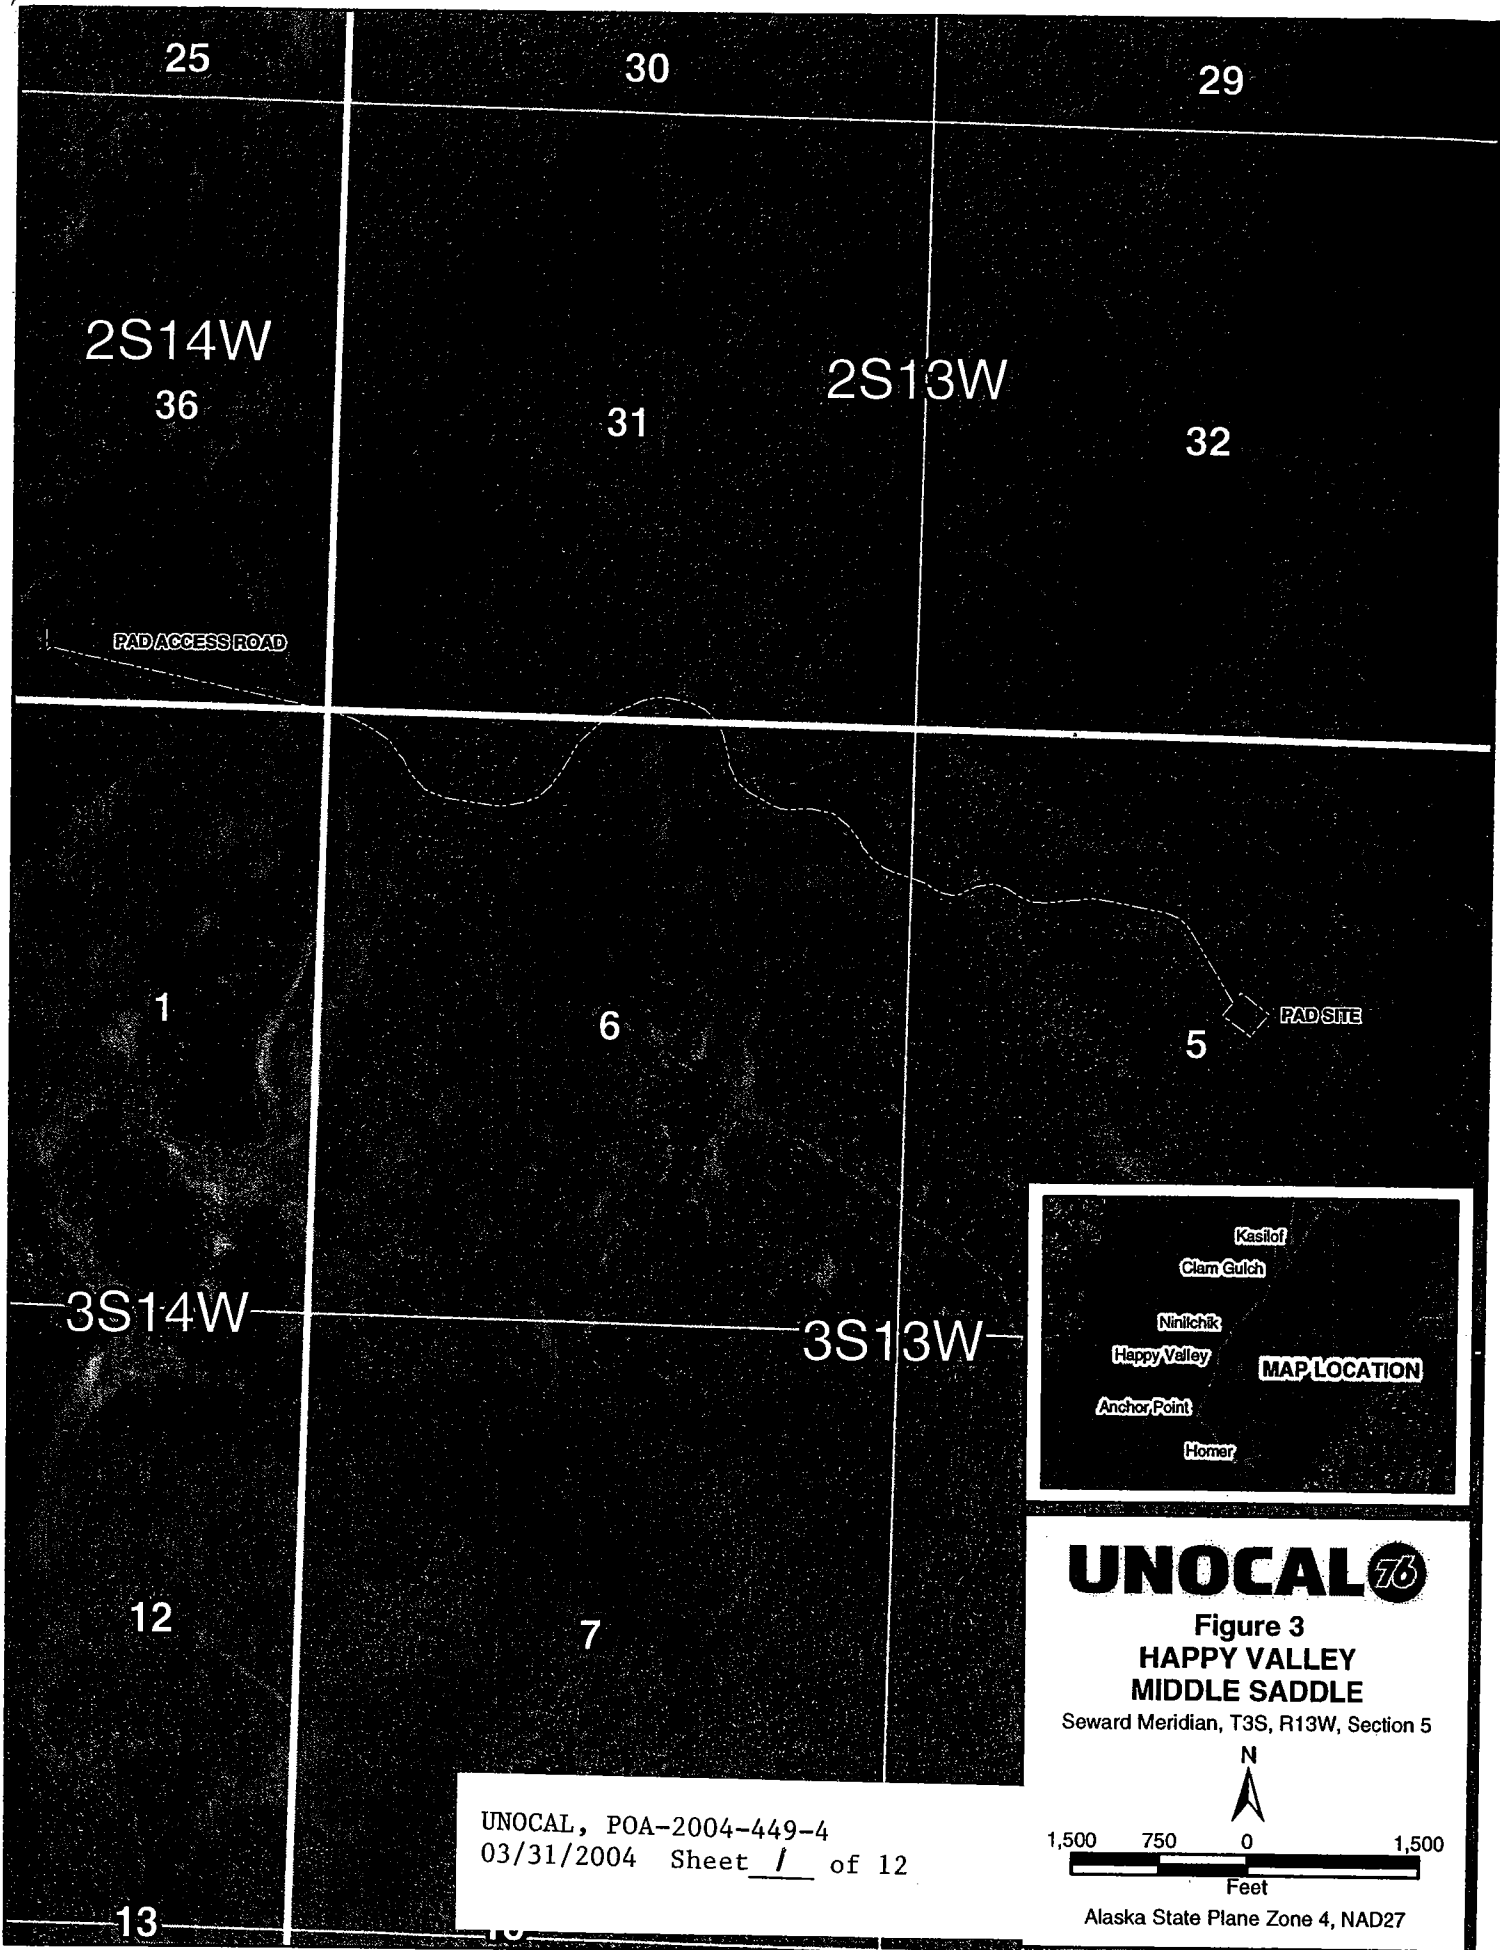 25
30
29
2S14W
36
2S13W
31
32
PAD ACCESS ROAD
1
6
5
PAD SITE
3S14W
3S13W
Kasilof
Clam Gulch
Ninilchik
Happy Valley
MAP LOCATION
Anchor Point
Homer
12
7
UNOCAL 76
Figure 3
HAPPY VALLEY
MIDDLE SADDLE
Seward Meridian, T3S, R13W, Section 5
N
1,500 750 0 1,500
Feet
Alaska State Plane Zone 4, NAD27
UNOCAL, POA-2004-449-4
03/31/2004 Sheet 1 of 12
13